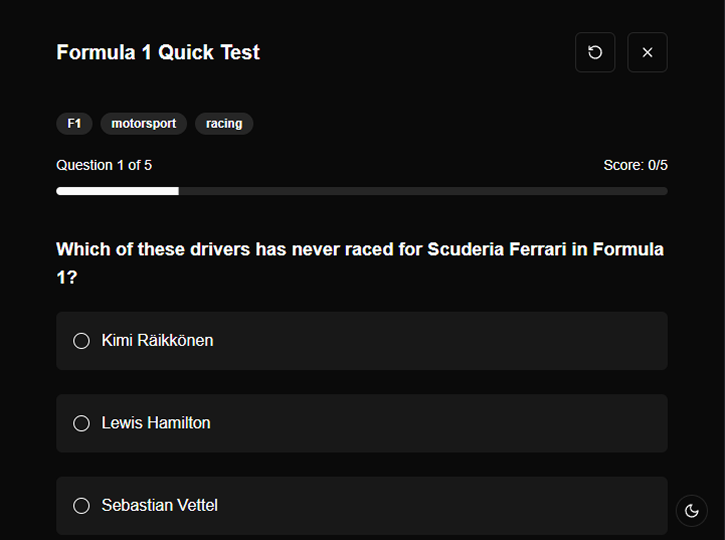 Formula 1 Quick Test
F1 motorsport racing
Question 1 of 5 Score: 0/5
Which of these drivers has never raced for Scuderia Ferrari in Formula
1?
Kimi Räikkönen
Lewis Hamilton
Sebastian Vettel